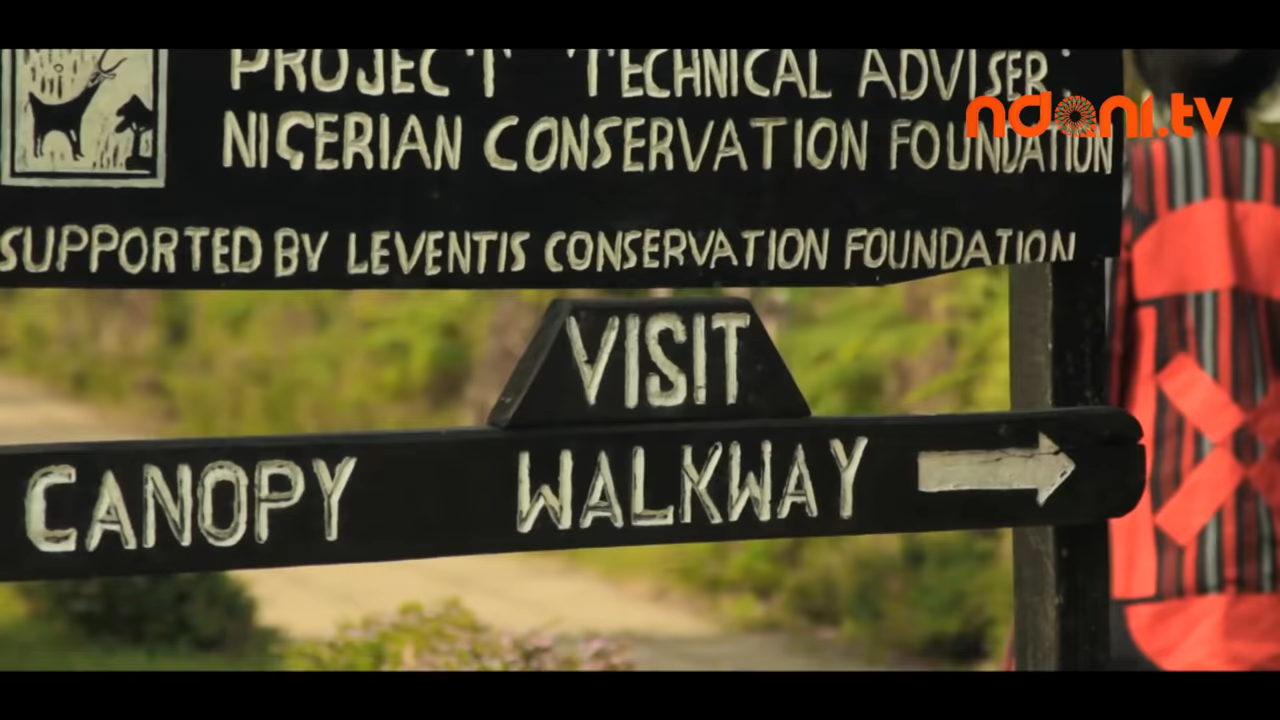 PROJECT TECHNICAL ADVISER:
NIGERIAN CONSERVATION FOUNDATION
ndani.tv
SUPPORTED BY LEVENTIS CONSERVATION FOUNDATION
VISIT
CANOPY WALKWAY